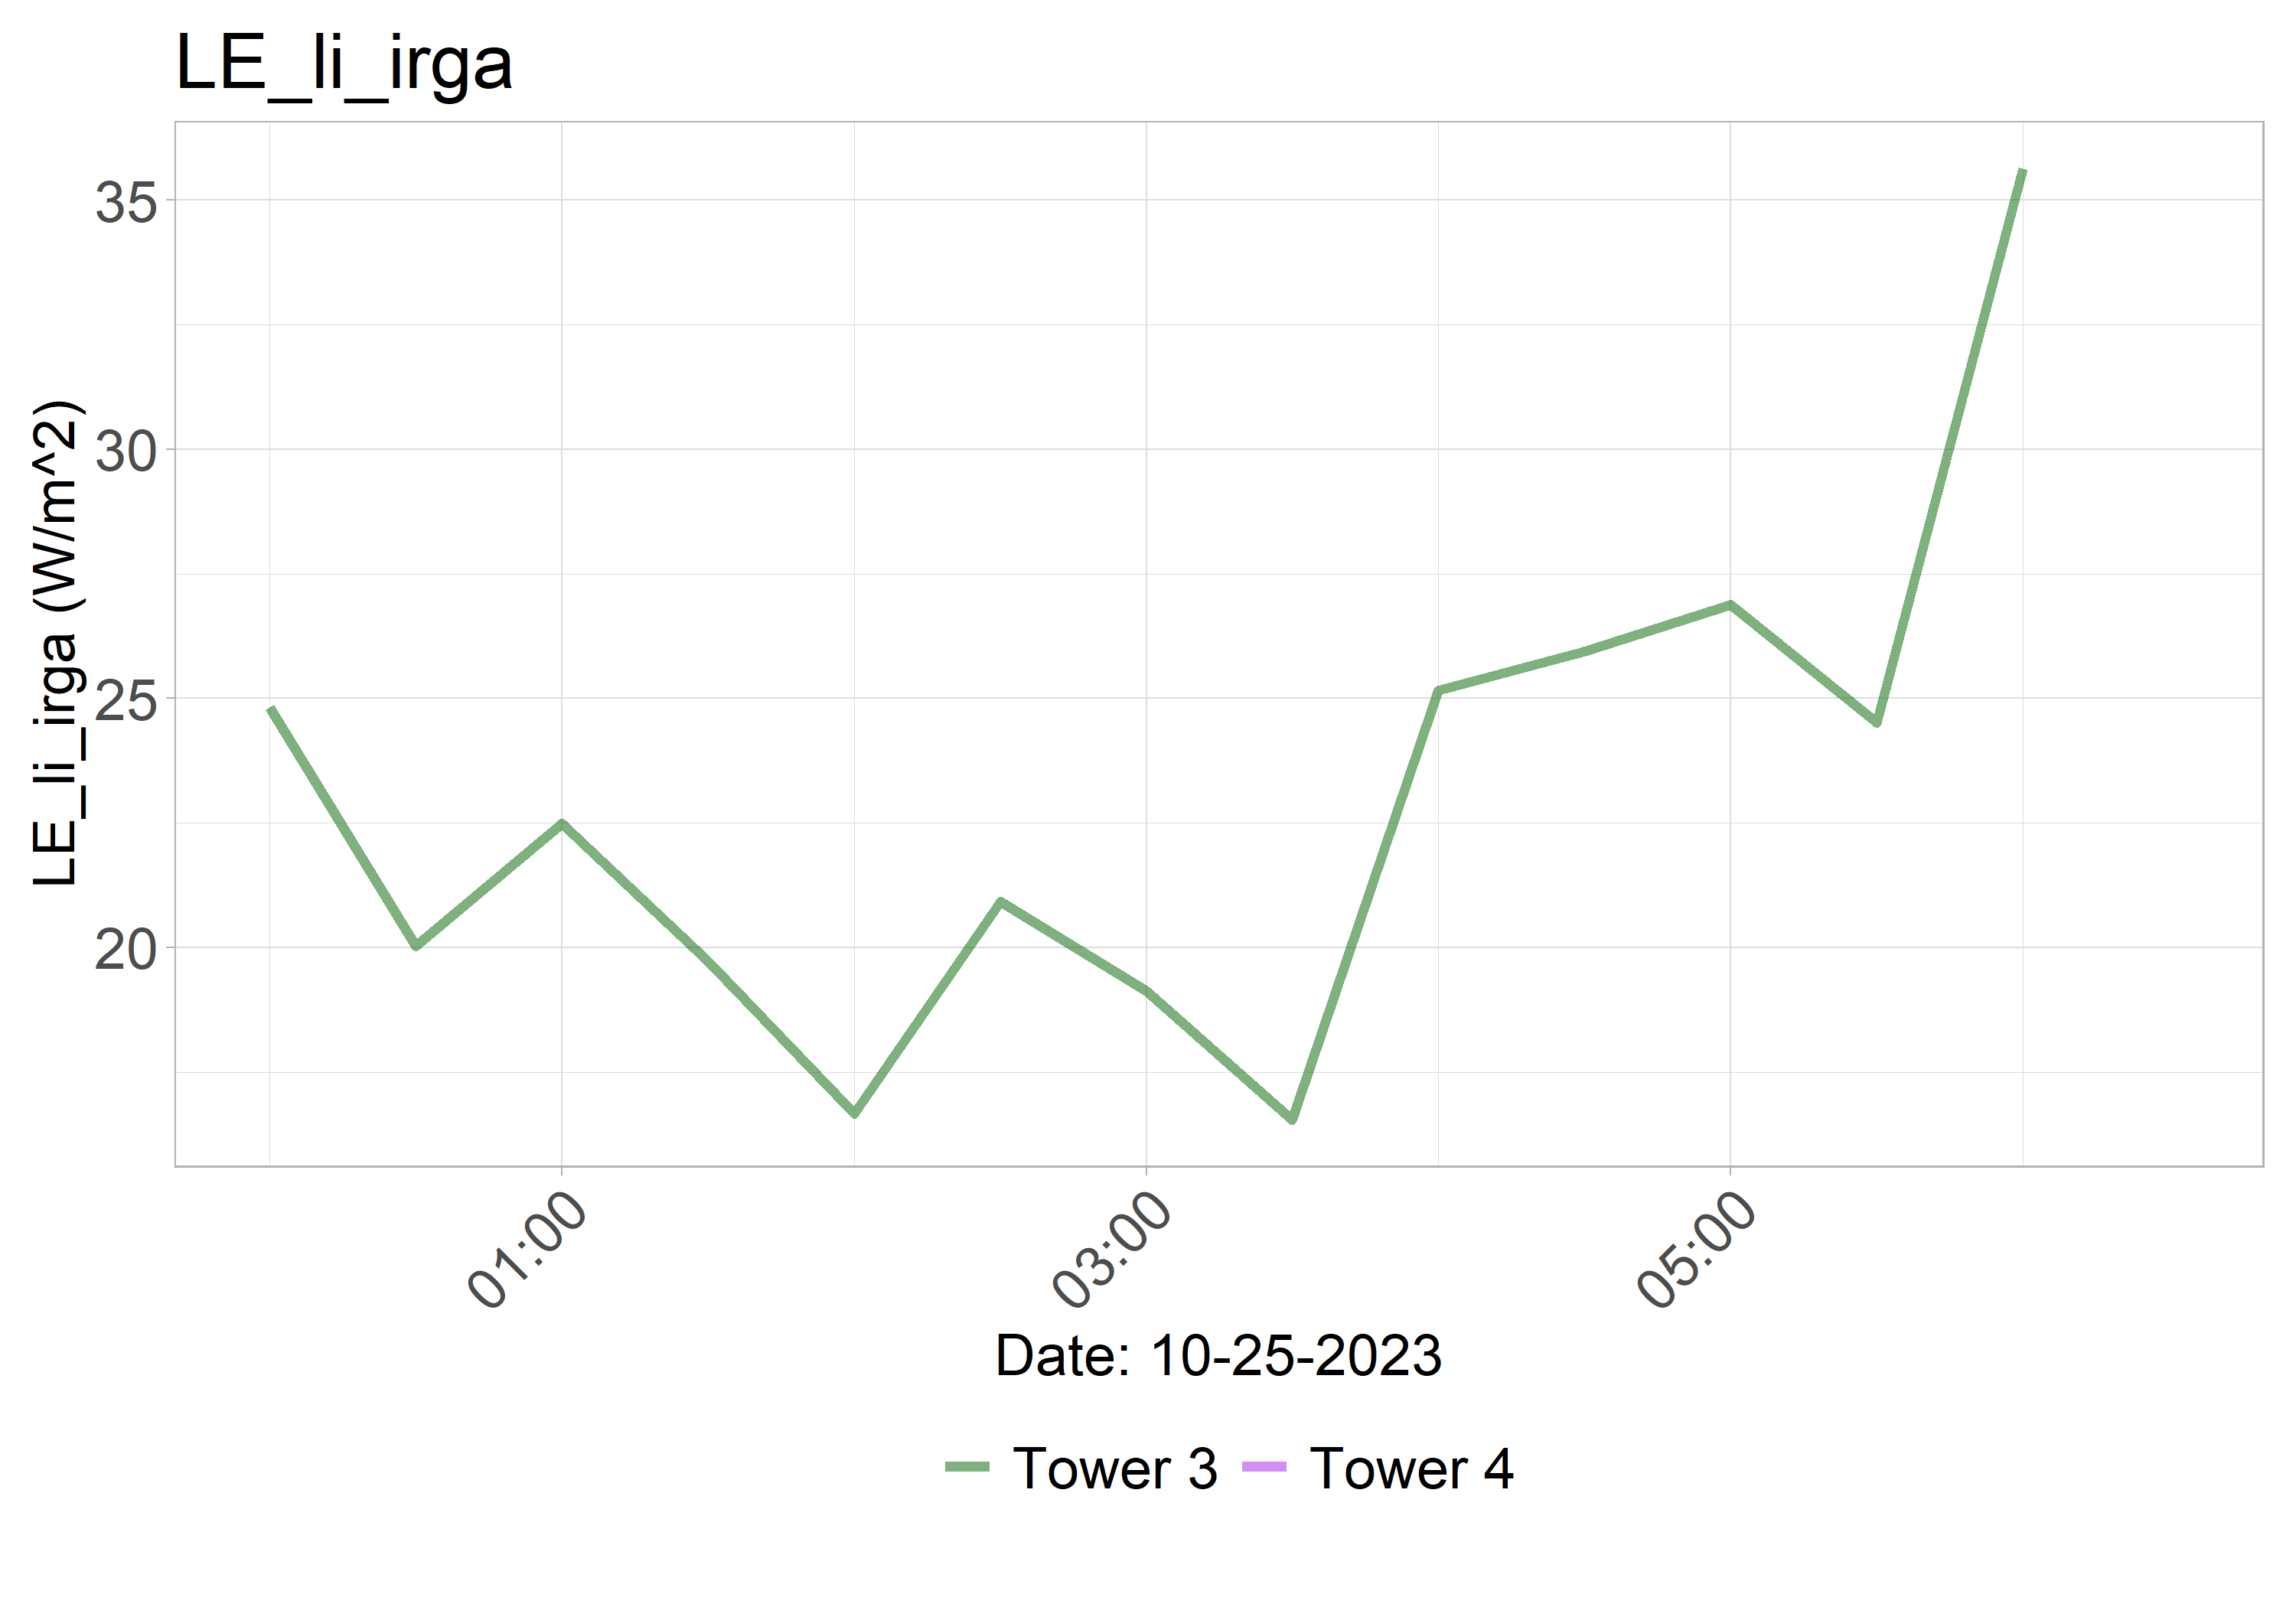 LE_li_irga
LE_li_irga (W/m^2)
35
30
25
20
01:00
03:00
05:00
Date: 10-25-2023
Tower 3
Tower 4